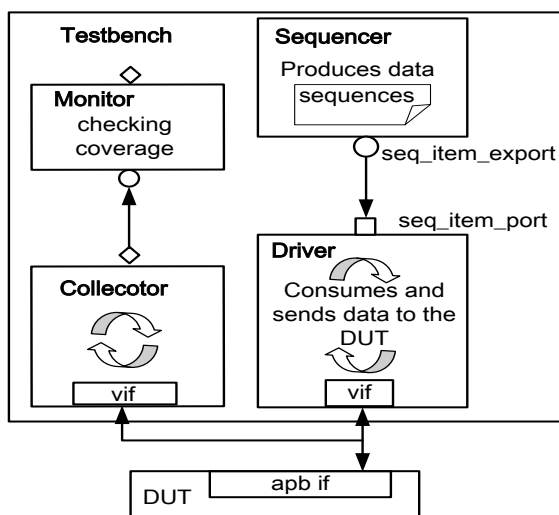 Testbench
Monitor
checking
coverage
Collecotor
vif
Sequencer
Produces data
sequences
seq_item_export
seq_item_port
Driver
Consumes and
sends data to the
DUT
vif
apb if
DUT